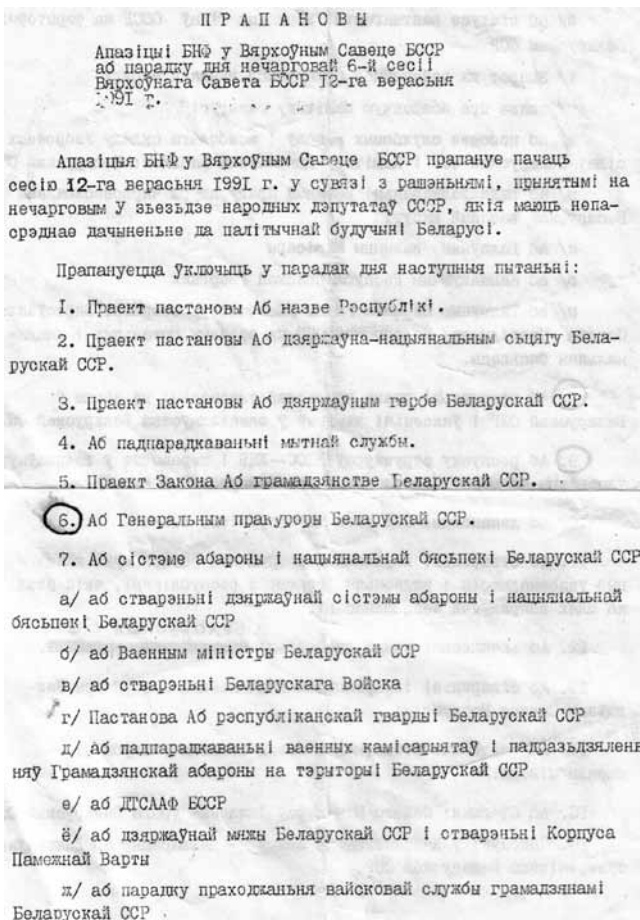 ПРАПАНОВЫ
Апазіцыі БНФ у Вярхоўным Савеце БССР
аб парадку дня нечарговай 6-й сесіі
Вярхоўнага Савета БССР 12-га верасьня
1991 г.
Апазіцыя БНФ у Вярхоўным Савеце БССР прапануе пачаць
сесію 12-га верасьня 1991 г. у сувязі з рашэньнямі, прынятымі на
нечарговым У зьезьдзе народных дэпутатаў СССР, якія маюць непа-
срэднае дачыненьне да палітычнай будучыні Беларусі.
Прапануецца ўключыць у парадак дня наступныя пытаньні:
1. Праект пастановы Аб назве Рэспублікі.
2. Праект пастановы Аб дзяржаўна-нацыянальным сьцягу Бела-
рускай ССР.
3. Праект пастановы Аб дзяржаўным гербе Беларускай ССР.
4. Аб падпарадкаваньні мытнай службы.
5. Праект Закона Аб грамадзянстве Беларускай ССР.
6. Аб Генеральным пракуроры Беларускай ССР.
7. Аб сістэме абароны і нацыянальнай бясьпекі Беларускай ССР
а/ аб стварэньні дзяржаўнай сістэмы абароны і нацыянальнай
бясьпекі Беларускай ССР
б/ аб Ваенным міністры Беларускай ССР
в/ аб стварэньні Беларускага Войска
г/ Пастанова Аб рэспубліканскай гвардыі Беларускай ССР
д/ аб падпарадкаваньні ваенных камісарыятаў і падразьдзялен
няў Грамадзянскай абароны на тэрыторыі Беларускай ССР
е/ аб ДТСААФ БССР
ё/ аб дзяржаўнай мяжы Беларускай ССР і стварэньні Корпуса
Памежнай Варты
ж/ аб парадку праходжаньня вайсковай службы грамадзянамі
Беларускай ССР